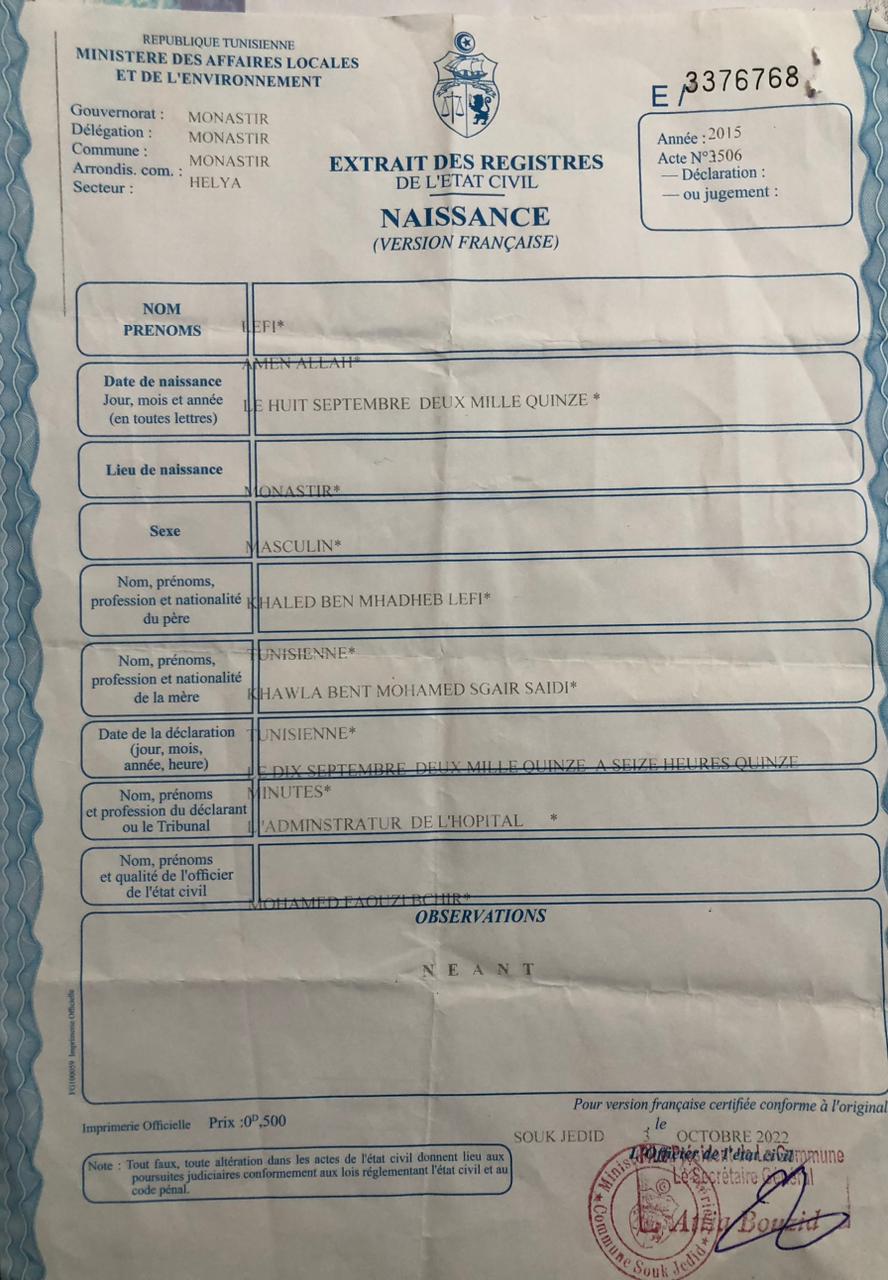 REPUBLIQUE TUNISIENNE
MINISTERE DES AFFAIRES LOCALES
ET DE L'ENVIRONNEMENT
Gouvernorat : MONASTIR
Délégation : MONASTIR
Commune :
Arrondis. com. : MONASTIR
Secteur : HELYA
E / 3376768
Année : 2015
Acte N° 3506
— Déclaration :
— ou jugement :
EXTRAIT DES REGISTRES
DE L'ETAT CIVIL
NAISSANCE
(VERSION FRANÇAISE)
NOM
PRENOMS
LEFI*
AMEN ALLAH*
Date de naissance
Jour, mois et année
(en toutes lettres)
LE HUIT SEPTEMBRE DEUX MILLE QUINZE *
Lieu de naissance
MONASTIR*
Sexe
MASCULIN*
Nom, prénoms,
profession et nationalité
du père
KHALED BEN MHADHEB LEFI*
TUNISIENNE*
Nom, prénoms,
profession et nationalité
de la mère
KHAWLA BENT MOHAMED SGAIR SAIDI*
TUNISIENNE*
Date de la déclaration
(jour, mois,
année, heure)
LE DIX SEPTEMBRE DEUX MILLE QUINZE A SEIZE HEURES QUINZE
MINUTES*
Nom, prénoms
et profession du déclarant
ou le Tribunal
L'ADMINSTRATUR DE L'HOPITAL *
Nom, prénoms
et qualité de l'officier
de l'état civil
MOHAMED FAOUZI BCHIR*
OBSERVATIONS
N E A N T
FG100059 Imprimerie Officielle
Pour version française certifiée conforme à l'original
Imprimerie Officielle Prix :0ᴰ,500
le
SOUK JEDID 3 OCTOBRE 2022
L'Officier de l'état civil
Le Secrétaire Général
Atig Bouzid
Commune Souk Jedid
Note : Tout faux, toute altération dans les actes de l'état civil donnent lieu aux
poursuites judiciaires conformement aux lois réglementant l'état civil et au
code pénal.